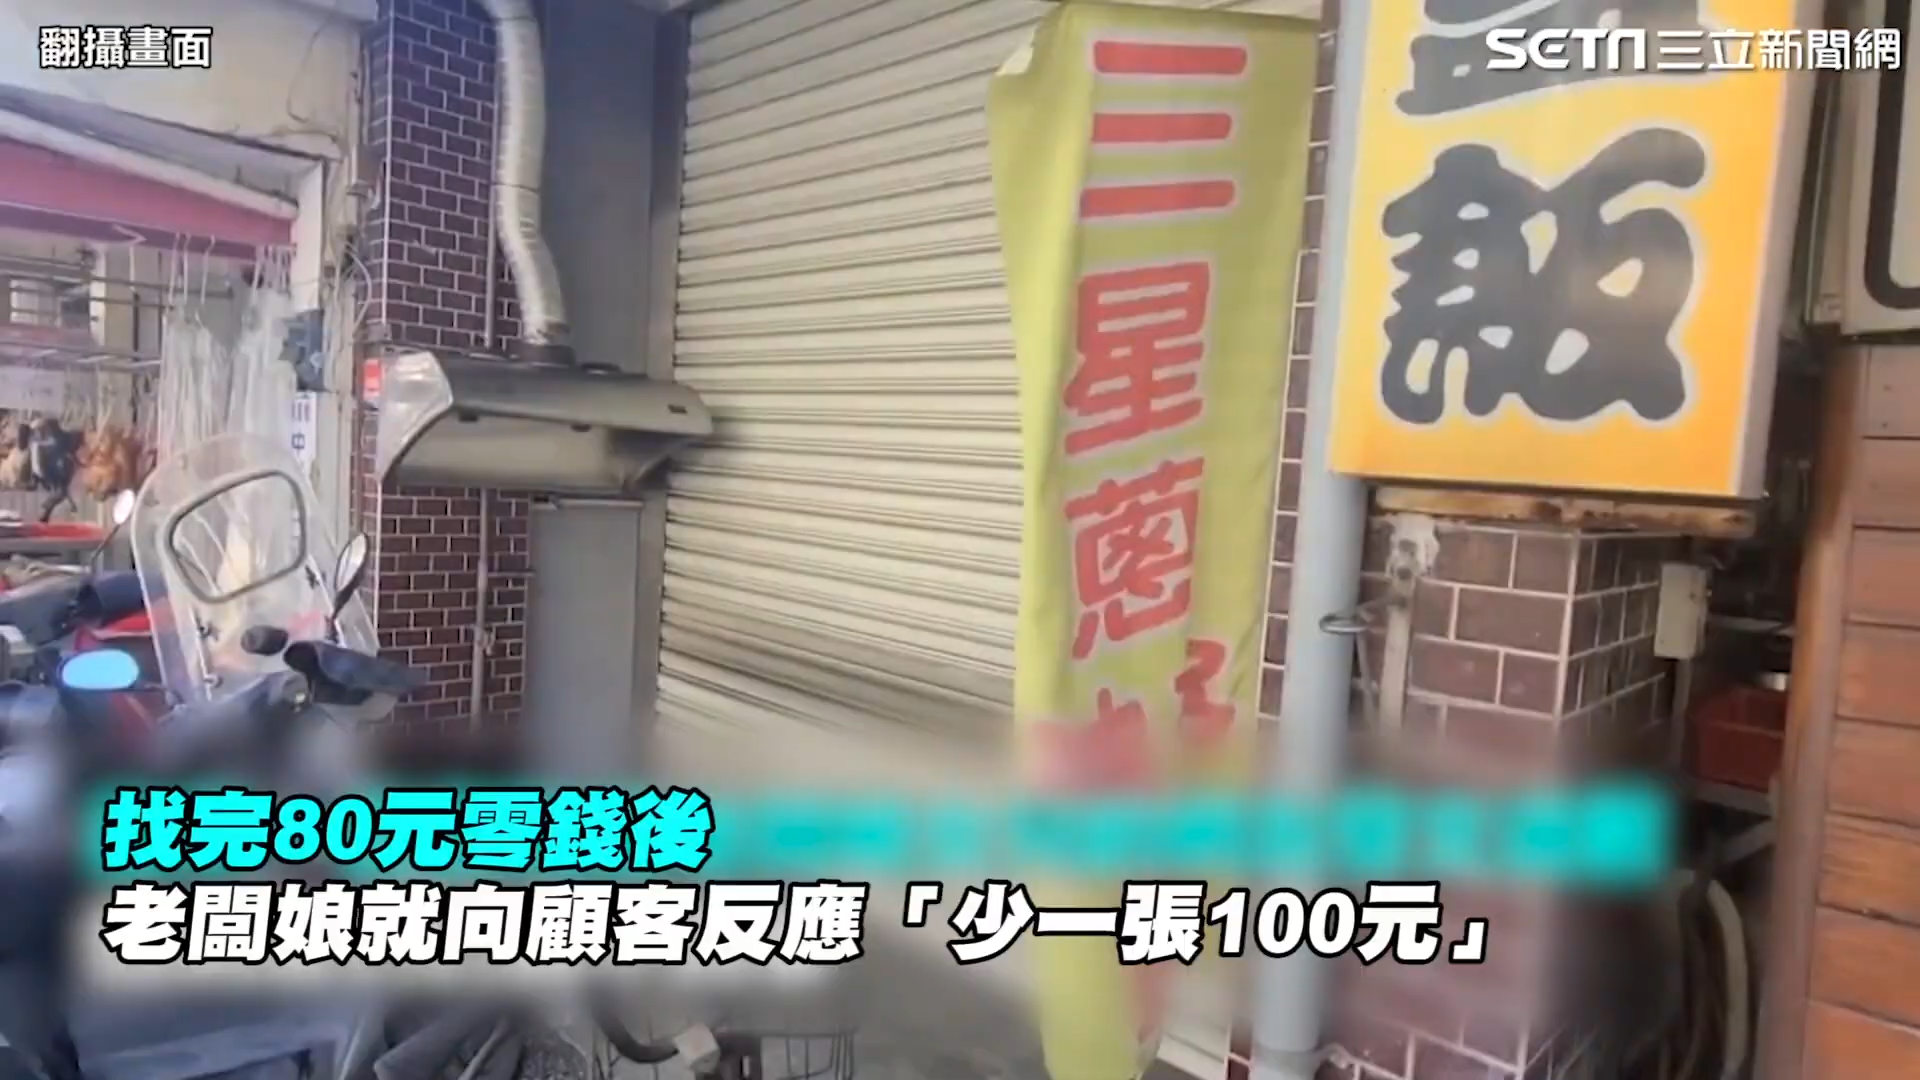 翻攝畫面
SETN三立新聞網
三星蔥
飯
找完80元零錢後
老闆娘就向顧客反應「少一張100元」